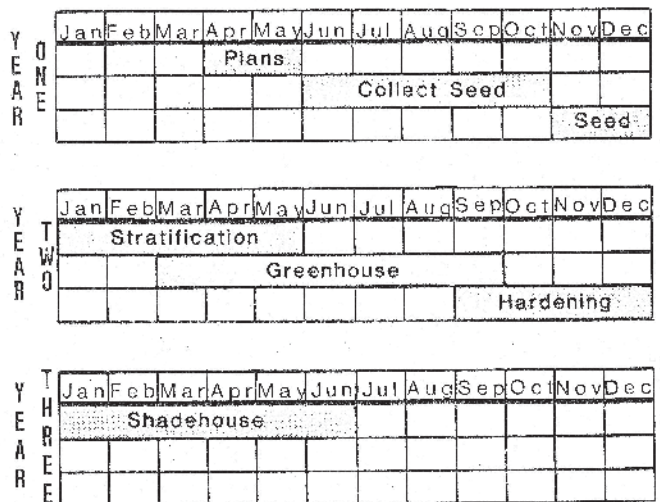 YEAR ONE
Jan Feb Mar Apr May Jun Jul Aug Sep Oct Nov Dec
Plans
Collect Seed
Seed
YEAR TWO
Jan Feb Mar Apr May Jun Jul Aug Sep Oct Nov Dec
Stratification
Greenhouse
Hardening
YEAR THREE
Jan Feb Mar Apr May Jun Jul Aug Sep Oct Nov Dec
Shadehouse